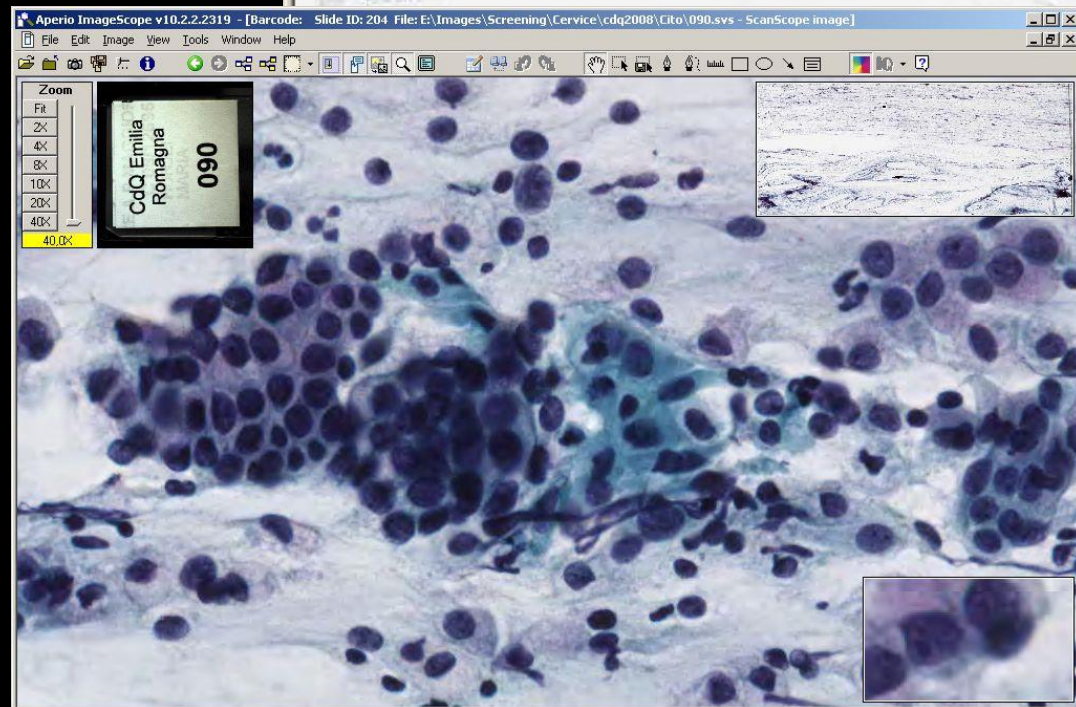 Aperio ImageScope v10.2.2.2319 - [Barcode: Slide ID: 204 File: E:\Images\Screening\Cervice\cdq2008\Cito\090.svs - ScanScope image]
File Edit Image View Tools Window Help
Zoom
Fit
2X
4X
8X
10X
20X
40X
40,0X
CdQ Emilia
Romagna
090